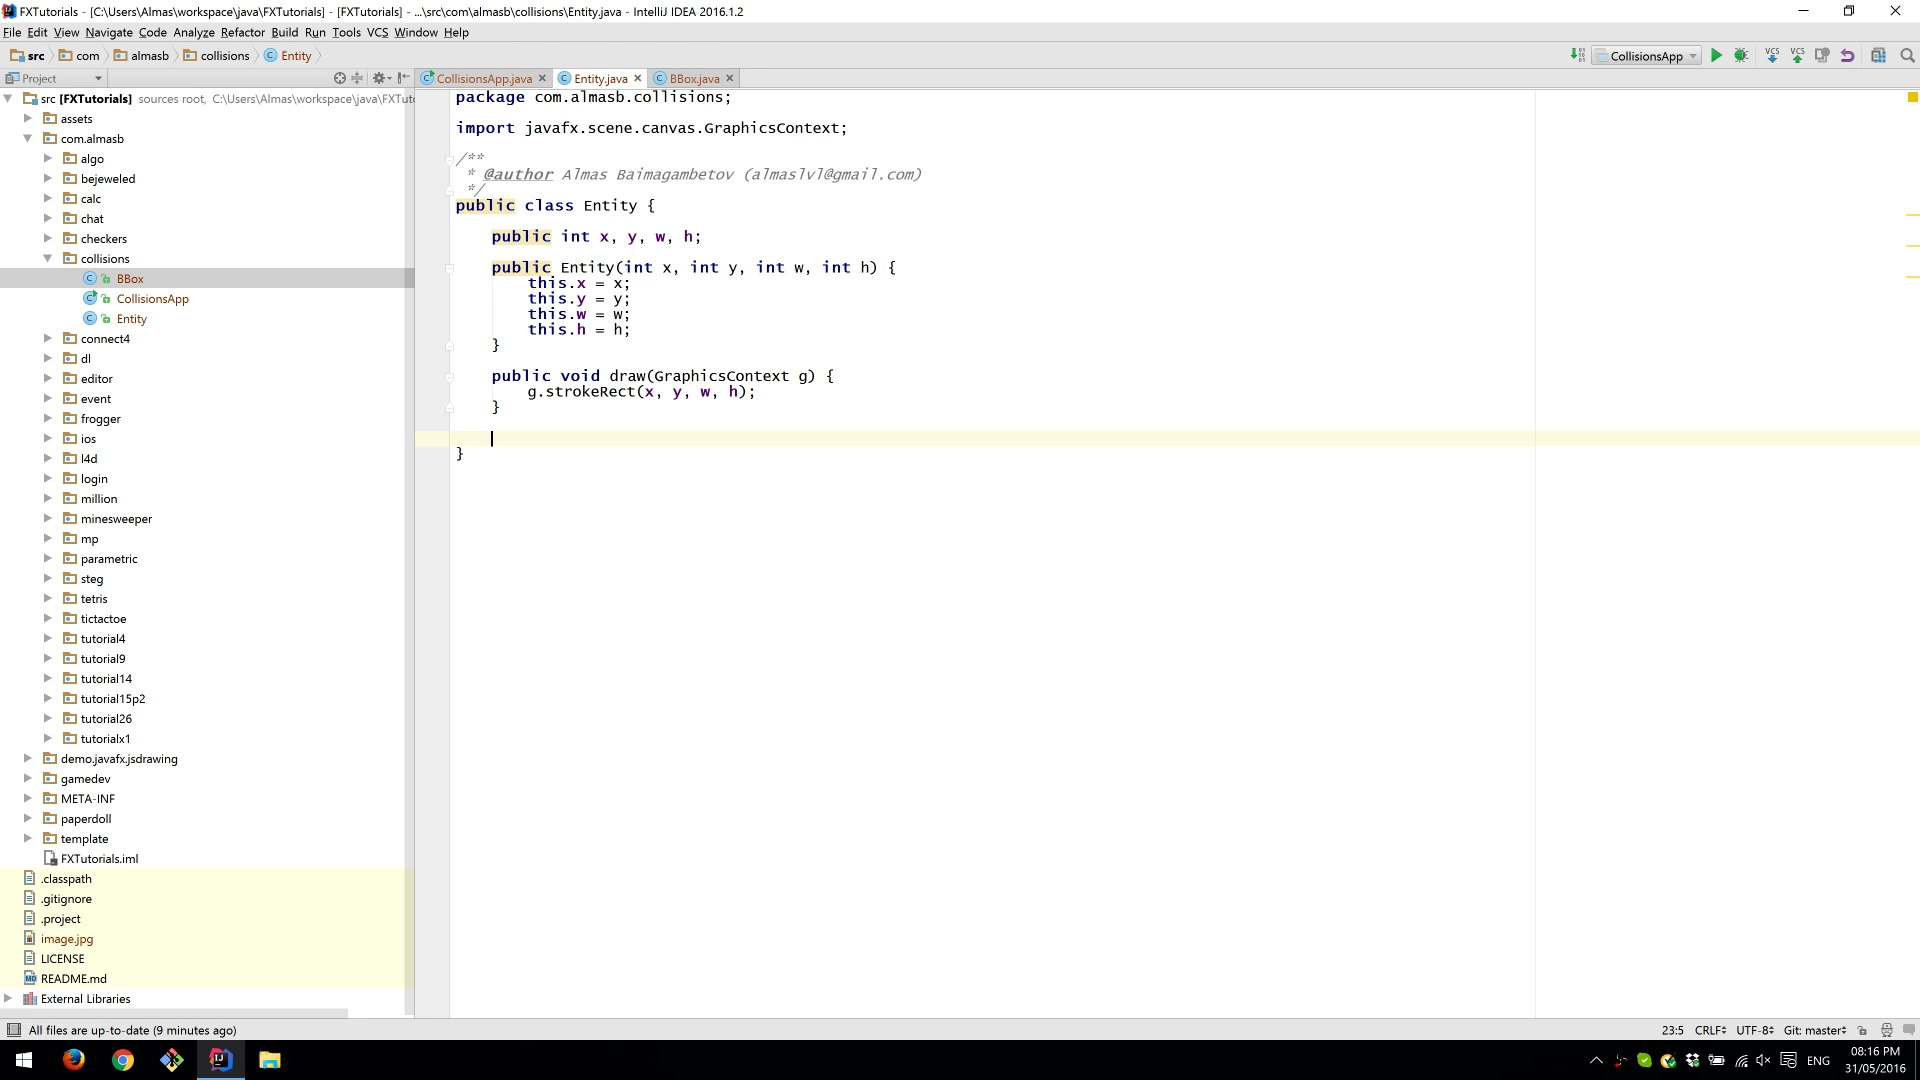 FXTutorials - [C:\Users\Almas\workspace\java\FXTutorials] - [FXTutorials] - ...\src\com\almasb\collisions\Entity.java - IntelliJ IDEA 2016.1.2
File Edit View Navigate Code Analyze Refactor Build Run Tools VCS Window Help
src com almasb collisions Entity CollisionsApp VCS VCS
Project CollisionsApp.java Entity.java BBox.java
src [FXTutorials] sources root, C:\Users\Almas\workspace\java\FXTuto
assets
com.almasb
algo
bejeweled
calc
chat
checkers
collisions
BBox
CollisionsApp
Entity
connect4
dl
editor
event
frogger
ios
l4d
login
million
minesweeper
mp
parametric
steg
tetris
tictactoe
tutorial4
tutorial9
tutorial14
tutorial15p2
tutorial26
tutorialx1
demo.javafx.jsdrawing
gamedev
META-INF
paperdoll
template
FXTutorials.iml
.classpath
.gitignore
.project
image.jpg
LICENSE
README.md
External Libraries
package com.almasb.collisions;
import javafx.scene.canvas.GraphicsContext;
/**
* @author Almas Baimagambetov (almaslvl@gmail.com)
*/
public class Entity {
public int x, y, w, h;
public Entity(int x, int y, int w, int h) {
this.x = x;
this.y = y;
this.w = w;
this.h = h;
}
public void draw(GraphicsContext g) {
g.strokeRect(x, y, w, h);
}
}
All files are up-to-date (9 minutes ago) 23:5 CRLF UTF-8 Git: master
ENG 08:16 PM
31/05/2016